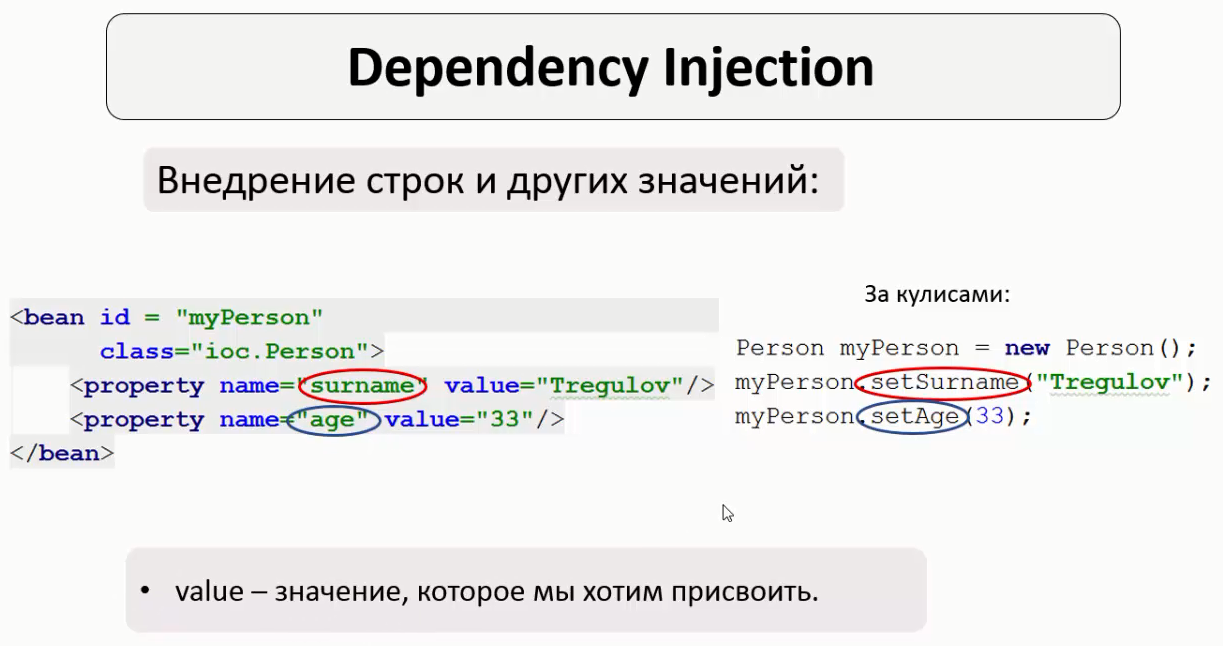 Dependency Injection
Внедрение строк и других значений:
<bean id = "myPerson"
class="ioc.Person">
<property name="surname" value="Tregulov"/>
<property name="age" value="33"/>
</bean>
За кулисами:
Person myPerson = new Person();
myPerson.setSurname("Tregulov");
myPerson.setAge(33);
• value – значение, которое мы хотим присвоить.